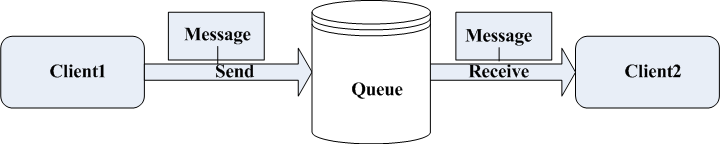 Message
Message
Client1
Send
Queue
Receive
Client2